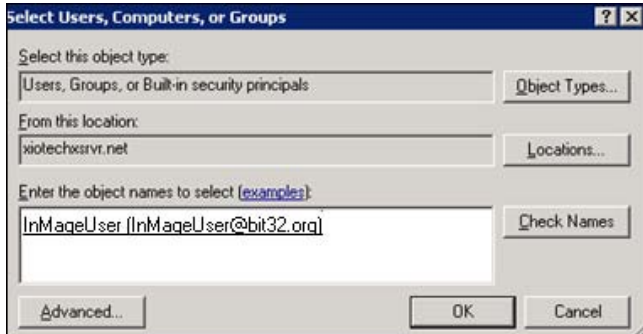 Select Users, Computers, or Groups
Select this object type:
Users, Groups, or Built-in security principals
Object Types...
From this location:
xiotechxsrvr.net
Locations...
Enter the object names to select (examples):
InMageUser (InMageUser@bit32.org)
Check Names
Advanced...
OK
Cancel